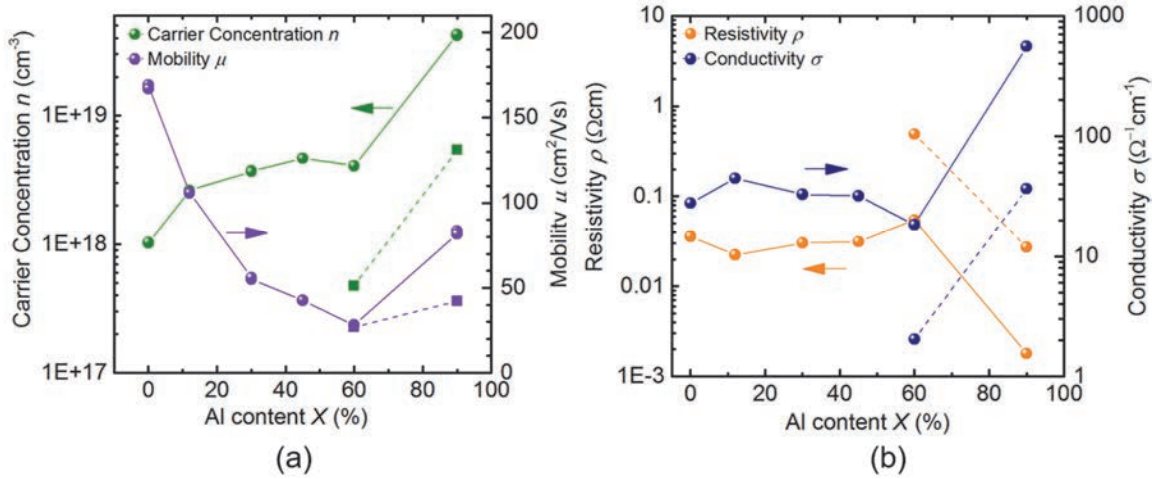 Carrier Concentration n
Mobility μ
Carrier Concentration n (cm-3)
1E+19
1E+18
1E+17
200
150
100
50
0
Mobility μ (cm2/Vs)
0 20 40 60 80 100
Al content X (%)
(a)
Resistivity ρ
Conductivity σ
Resistivity ρ (Ωcm)
10
1
0.1
0.01
1E-3
1000
100
10
1
Conductivity σ (Ω-1cm-1)
0 20 40 60 80 100
Al content X (%)
(b)